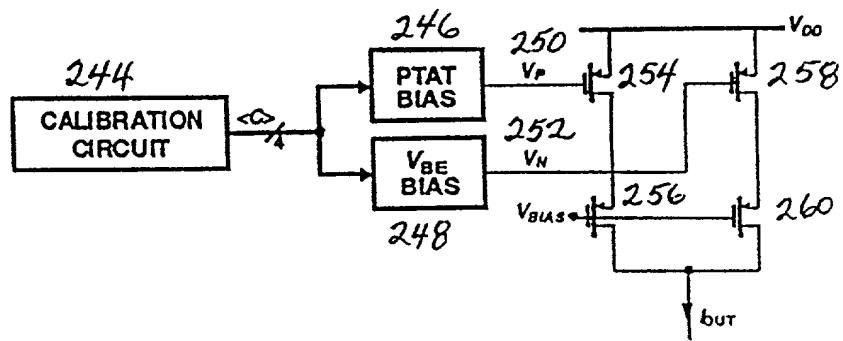 246
250
V_DD
244
PTAT
BIAS
V_P
254
258
CALIBRATION
CIRCUIT
<C>
4
252
V_BE
BIAS
V_N
256
260
V_BIAS
248
I_OUT